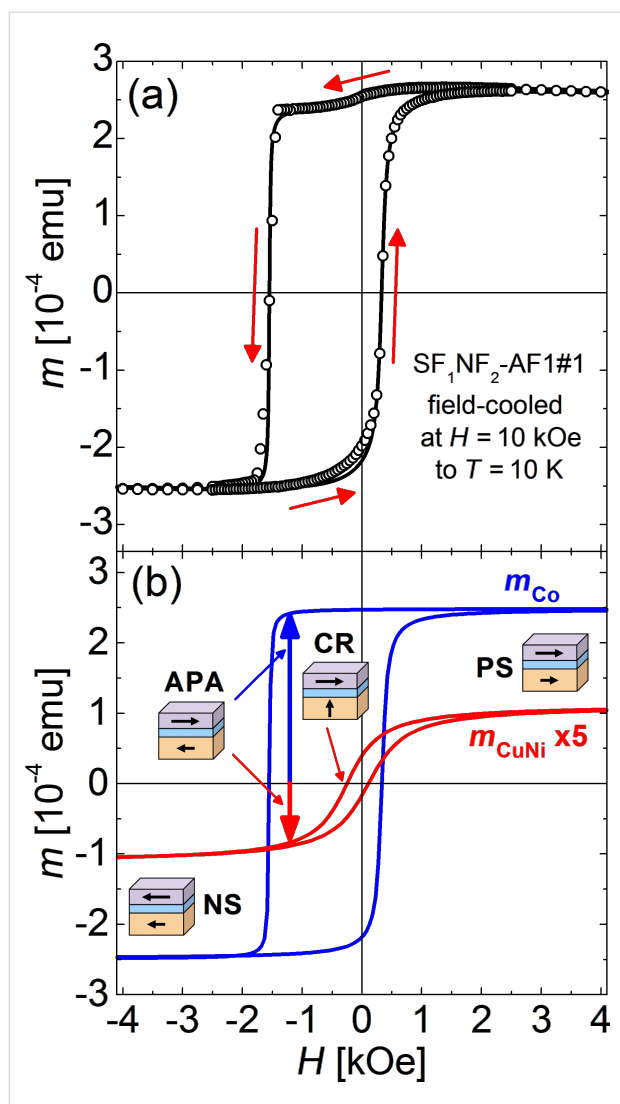 (a)
3
2
1
0
-1
-2
-3
m [10⁻⁴ emu]
SF₁NF₂-AF1#1
field-cooled
at H = 10 kOe
to T = 10 K
(b)
3
2
1
0
-1
-2
-3
m [10⁻⁴ emu]
m_Co
CR
APA
PS
m_CuNi x5
NS
-4 -3 -2 -1 0 1 2 3 4
H [kOe]